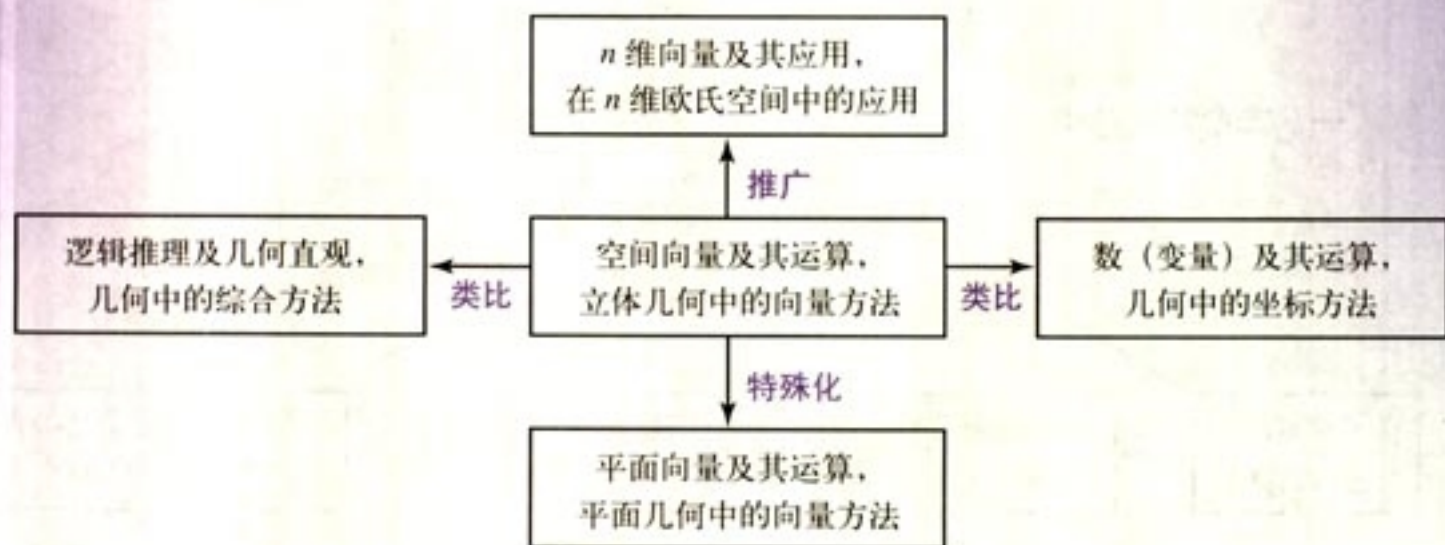 n 维向量及其应用，
在 n 维欧氏空间中的应用
推广
逻辑推理及几何直观，
几何中的综合方法
类比
空间向量及其运算，
立体几何中的向量方法
类比
数（变量）及其运算，
几何中的坐标方法
特殊化
平面向量及其运算，
平面几何中的向量方法